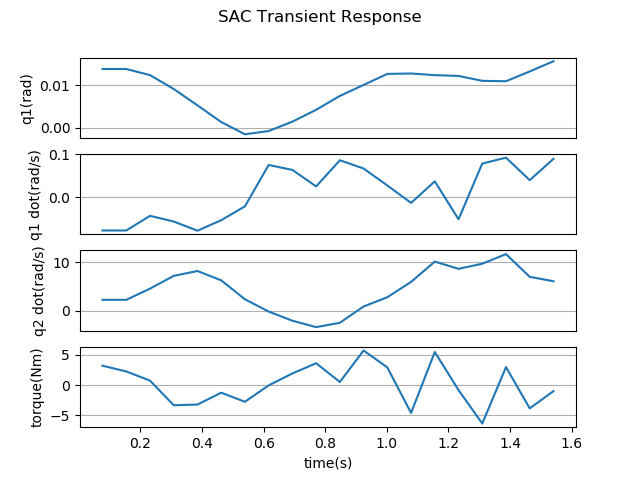 SAC Transient Response
q1(rad)
0.01
0.00
q1 dot(rad/s)
0.1
0.0
q2 dot(rad/s)
10
0
torque(Nm)
5
0
−5
0.2 0.4 0.6 0.8 1.0 1.2 1.4 1.6
time(s)